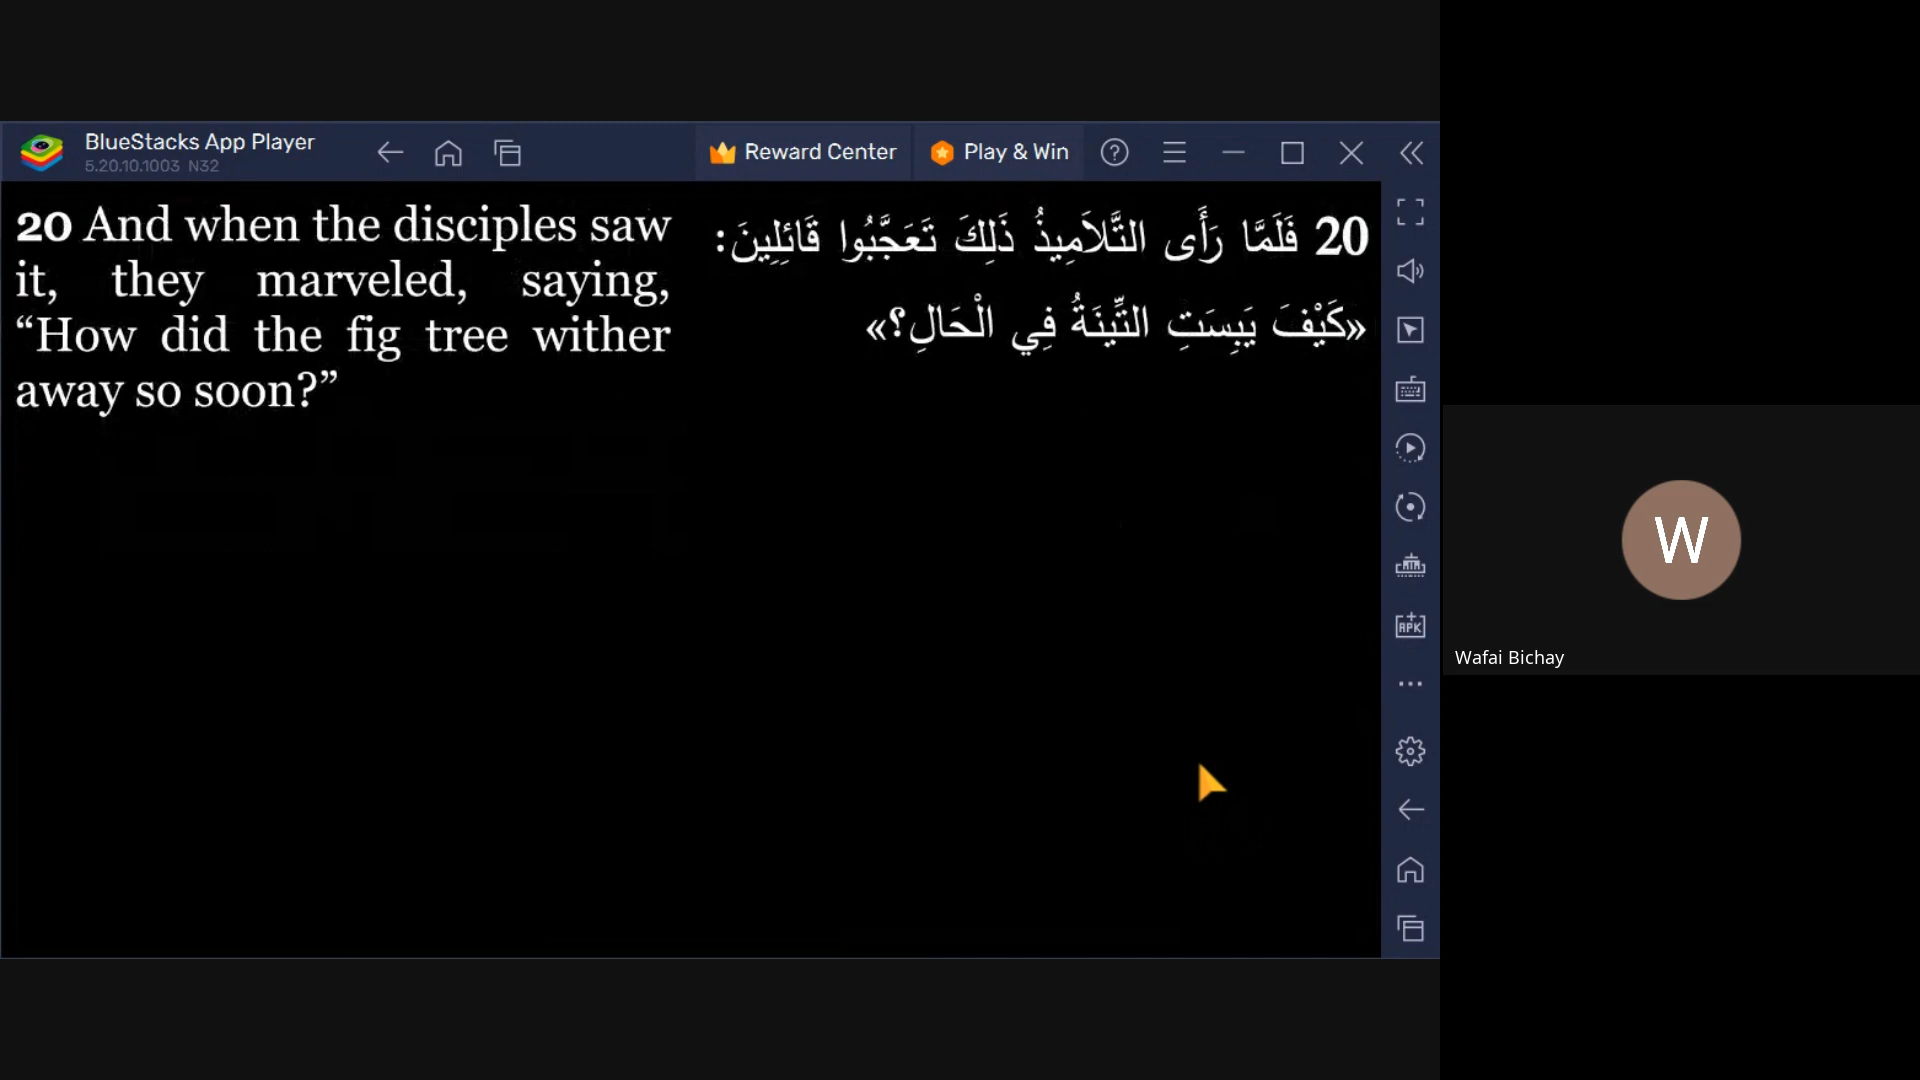 BlueStacks App Player
5.20.10.1003 N32
Reward Center
Play & Win
20 And when the disciples saw
it, they marveled, saying,
“How did the fig tree wither
away so soon?”
20 فَلَمَّا رَأَى التَّلاَمِيذُ ذَلِكَ تَعَجَّبُوا قَائِلِينَ:
«كَيْفَ يَبِسَتِ التِّينَةُ فِي الْحَالِ؟»
APK
W
Wafai Bichay